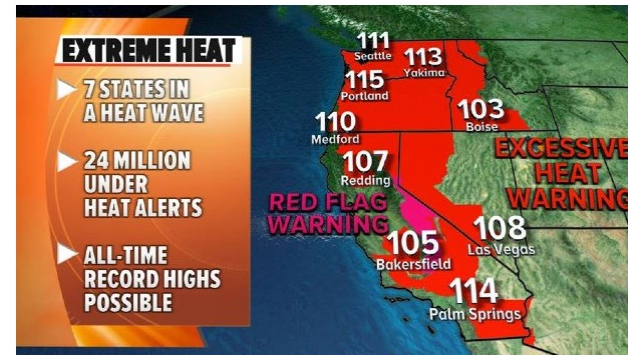 EXTREME HEAT
7 STATES IN
A HEAT WAVE
24 MILLION
UNDER
HEAT ALERTS
ALL-TIME
RECORD HIGHS
POSSIBLE
111
Seattle
113
Yakima
115
Portland
110
Medford
103
Boise
107
Redding
EXCESSIVE
HEAT
WARNING
RED FLAG
WARNING
105
Bakersfield
108
Las Vegas
114
Palm Springs